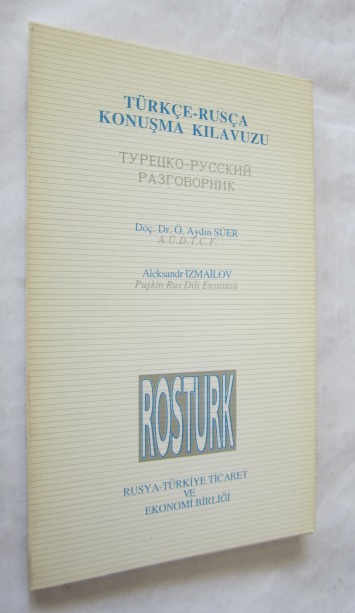 TÜRKÇE-RUSÇA
KONUŞMA KILAVUZU
ТУРЕЦКО-РУССКИЙ
РАЗГОВОРНИК
Doç. Dr. Ö. Aydın SÜER
A.Ü.D.T.C.F.
Aleksandr İZMAİLOV
Puşkin Rus Dili Enstitüsü
ROSTURK
RUSYA-TÜRKİYE TİCARET
VE
EKONOMİ BİRLİĞİ